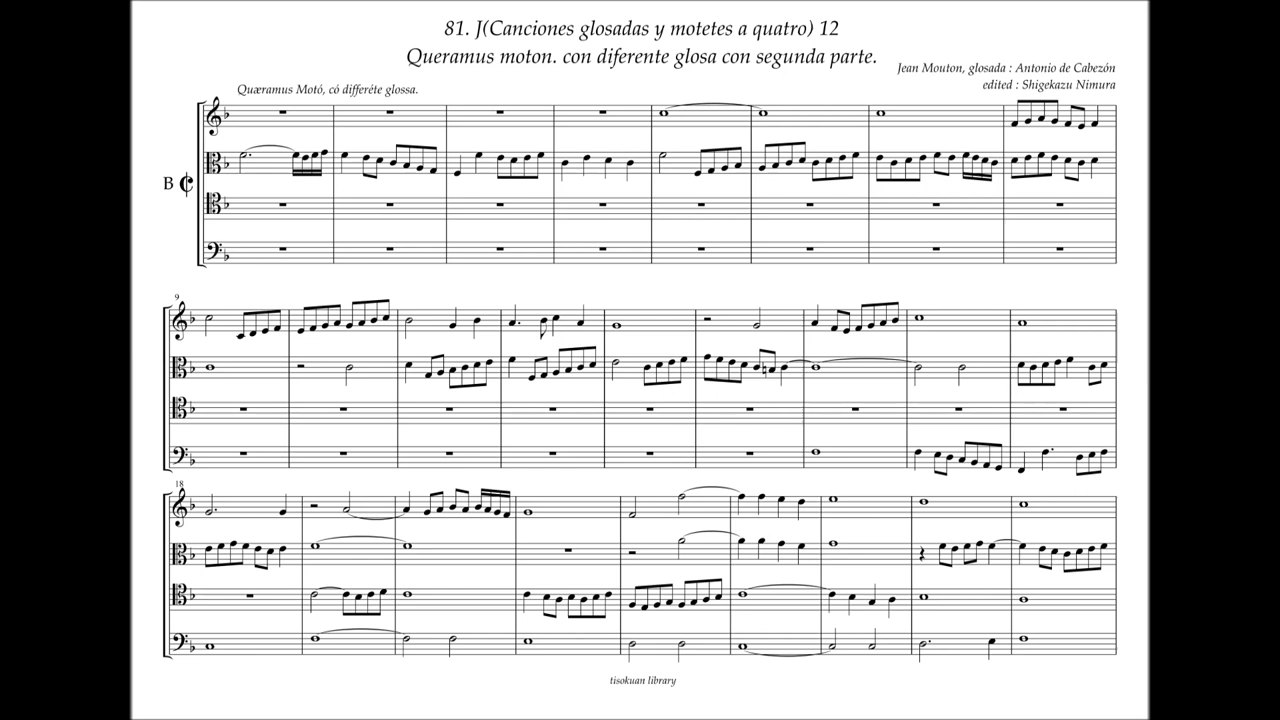 81. J(Canciones glosadas y motetes a quatro) 12
Queramus moton. con diferente glosa con segunda parte.
Jean Mouton, glosada : Antonio de Cabezón
edited : Shigekazu Nimura
Quæramus Motó, có differéte glossa.
B
9
18
tisokuan library